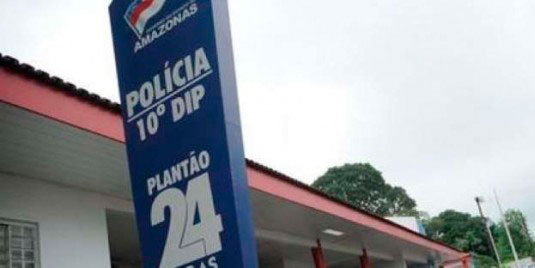 AMAZONAS
POLÍCIA
10º DIP
PLANTÃO
24